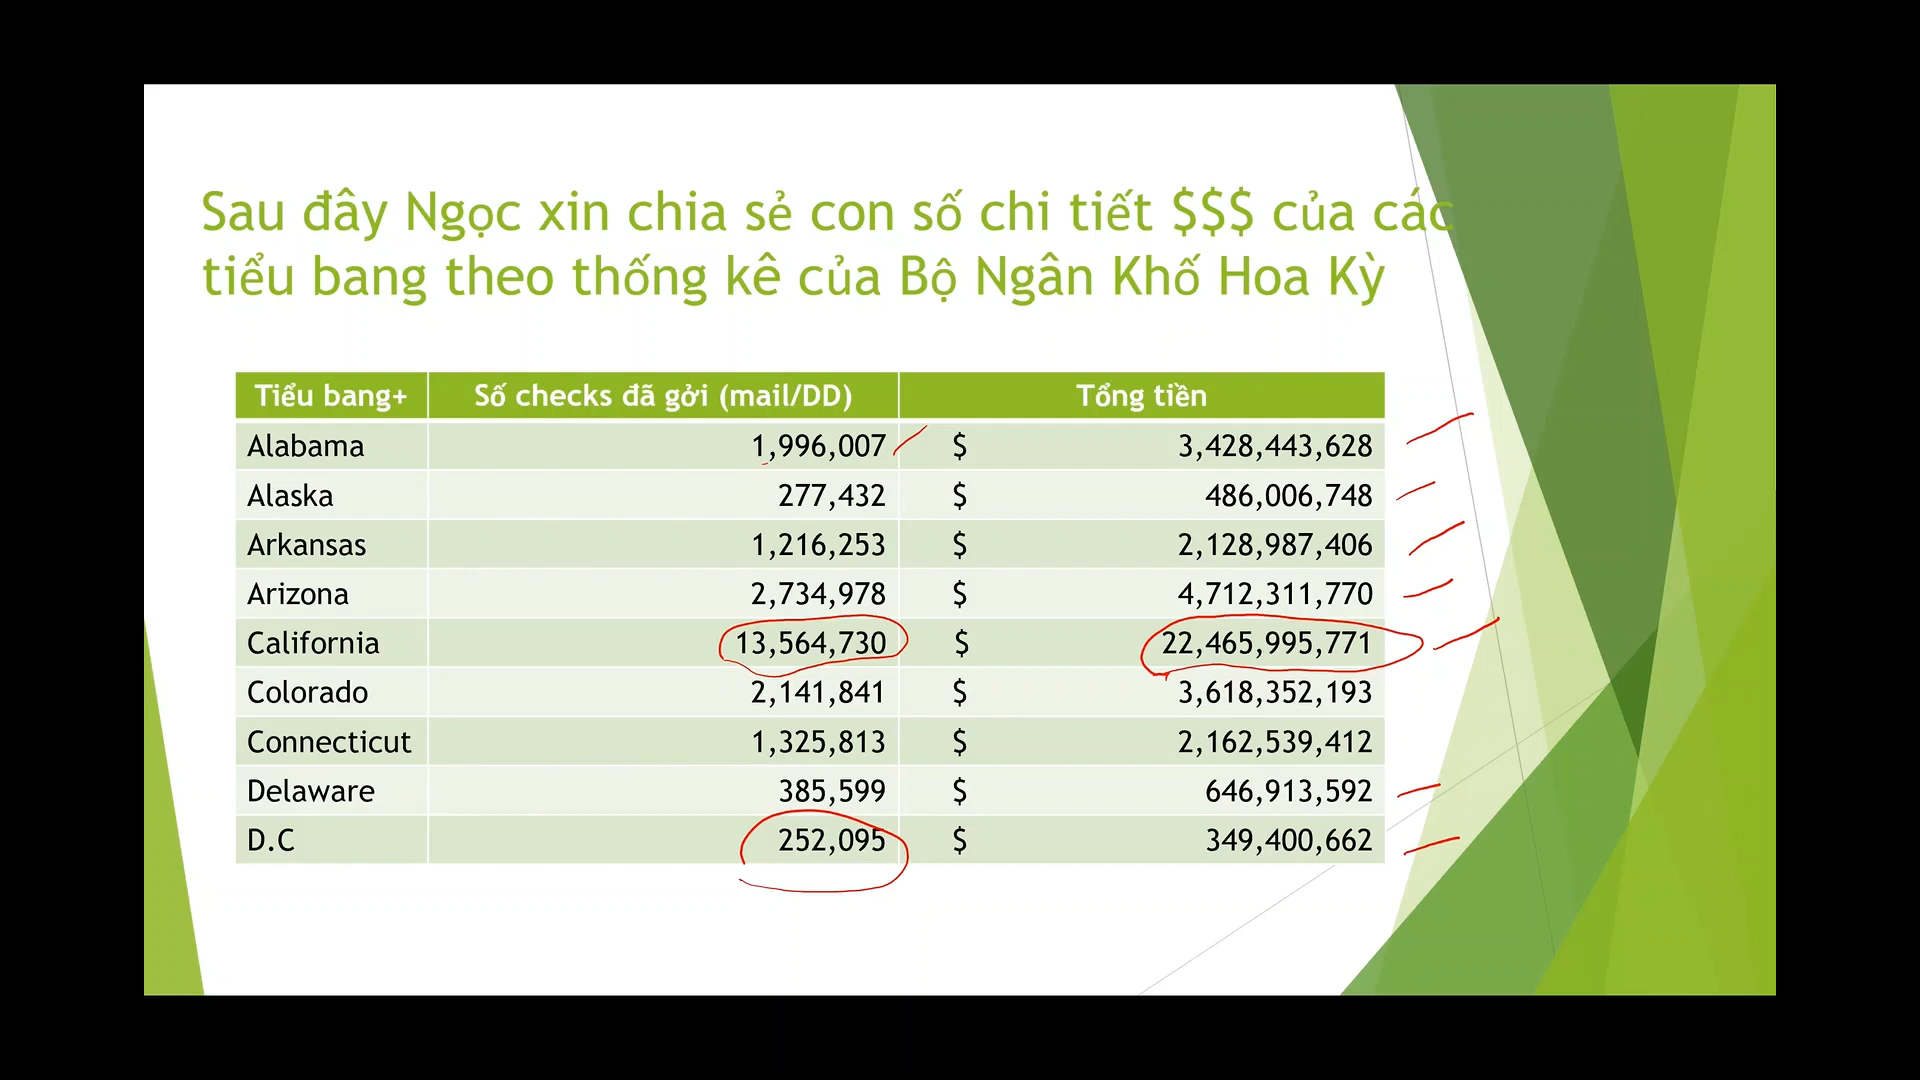 Sau đây Ngọc xin chia sẻ con số chi tiết $$$ của các
tiểu bang theo thống kê của Bộ Ngân Khố Hoa Kỳ
Tiểu bang+ Số checks đã gởi (mail/DD) Tổng tiền
Alabama 1,996,007 $ 3,428,443,628
Alaska 277,432 $ 486,006,748
Arkansas 1,216,253 $ 2,128,987,406
Arizona 2,734,978 $ 4,712,311,770
California 13,564,730 $ 22,465,995,771
Colorado 2,141,841 $ 3,618,352,193
Connecticut 1,325,813 $ 2,162,539,412
Delaware 385,599 $ 646,913,592
D.C 252,095 $ 349,400,662